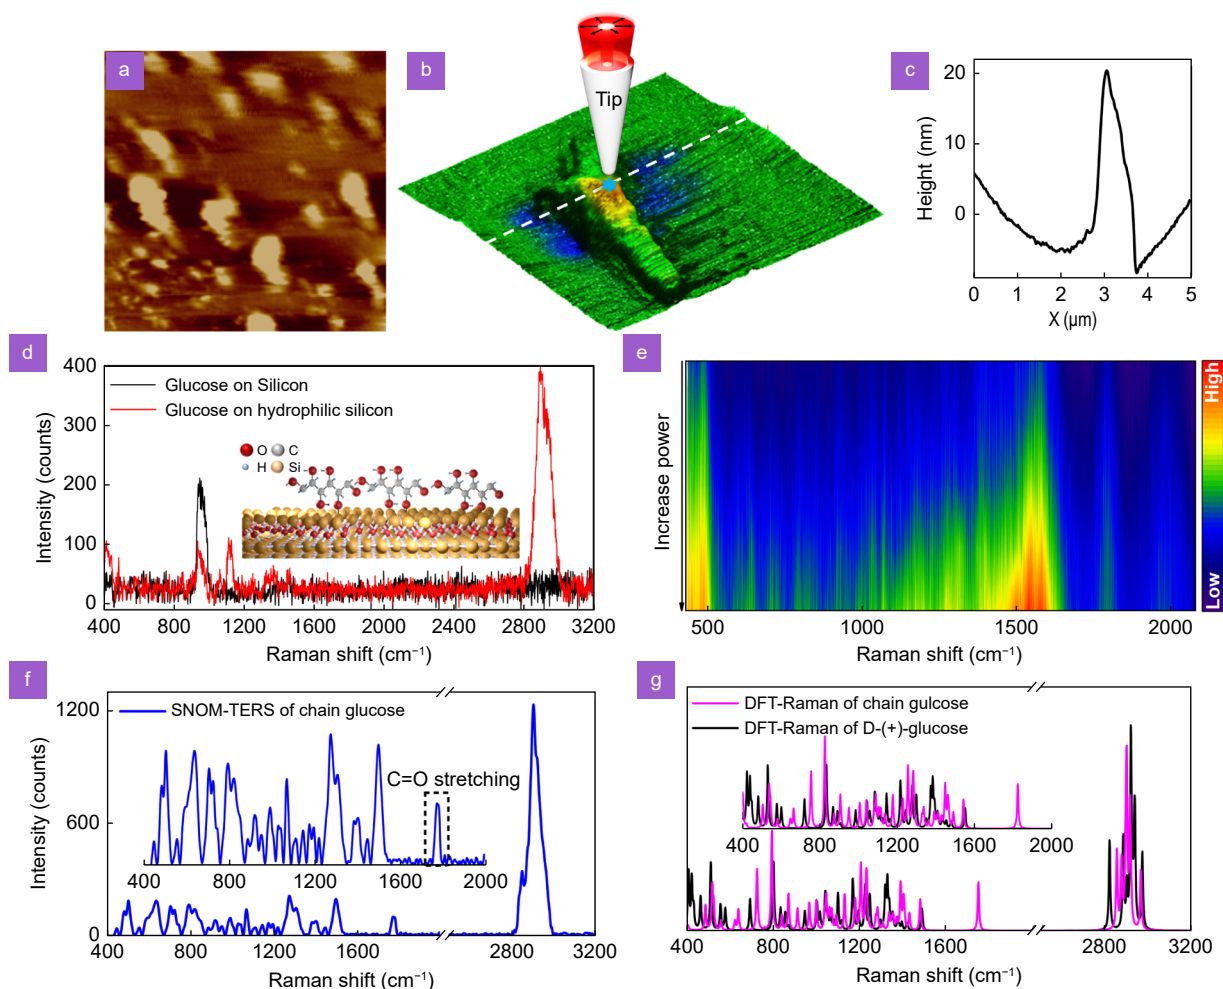 a
b
Tip
c
Height (nm)
20
10
0
0 1 2 3 4 5
X (μm)
d
Intensity (counts)
400
300
200
100
0
Glucose on Silicon
Glucose on hydrophilic silicon
O C
H Si
400 800 1200 1600 2000 2400 2800 3200
Raman shift (cm⁻¹)
e
Increase power
High
Low
500 1000 1500 2000
Raman shift (cm⁻¹)
f
Intensity (counts)
1200
600
0
SNOM-TERS of chain glucose
C=O stretching
400 800 1200 1600 2000
400 800 1200 1600 2800 3200
Raman shift (cm⁻¹)
g
DFT-Raman of chain gulcose
DFT-Raman of D-(+)-glucose
400 800 1200 1600 2000
400 800 1200 1600 2800 3200
Raman shift (cm⁻¹)